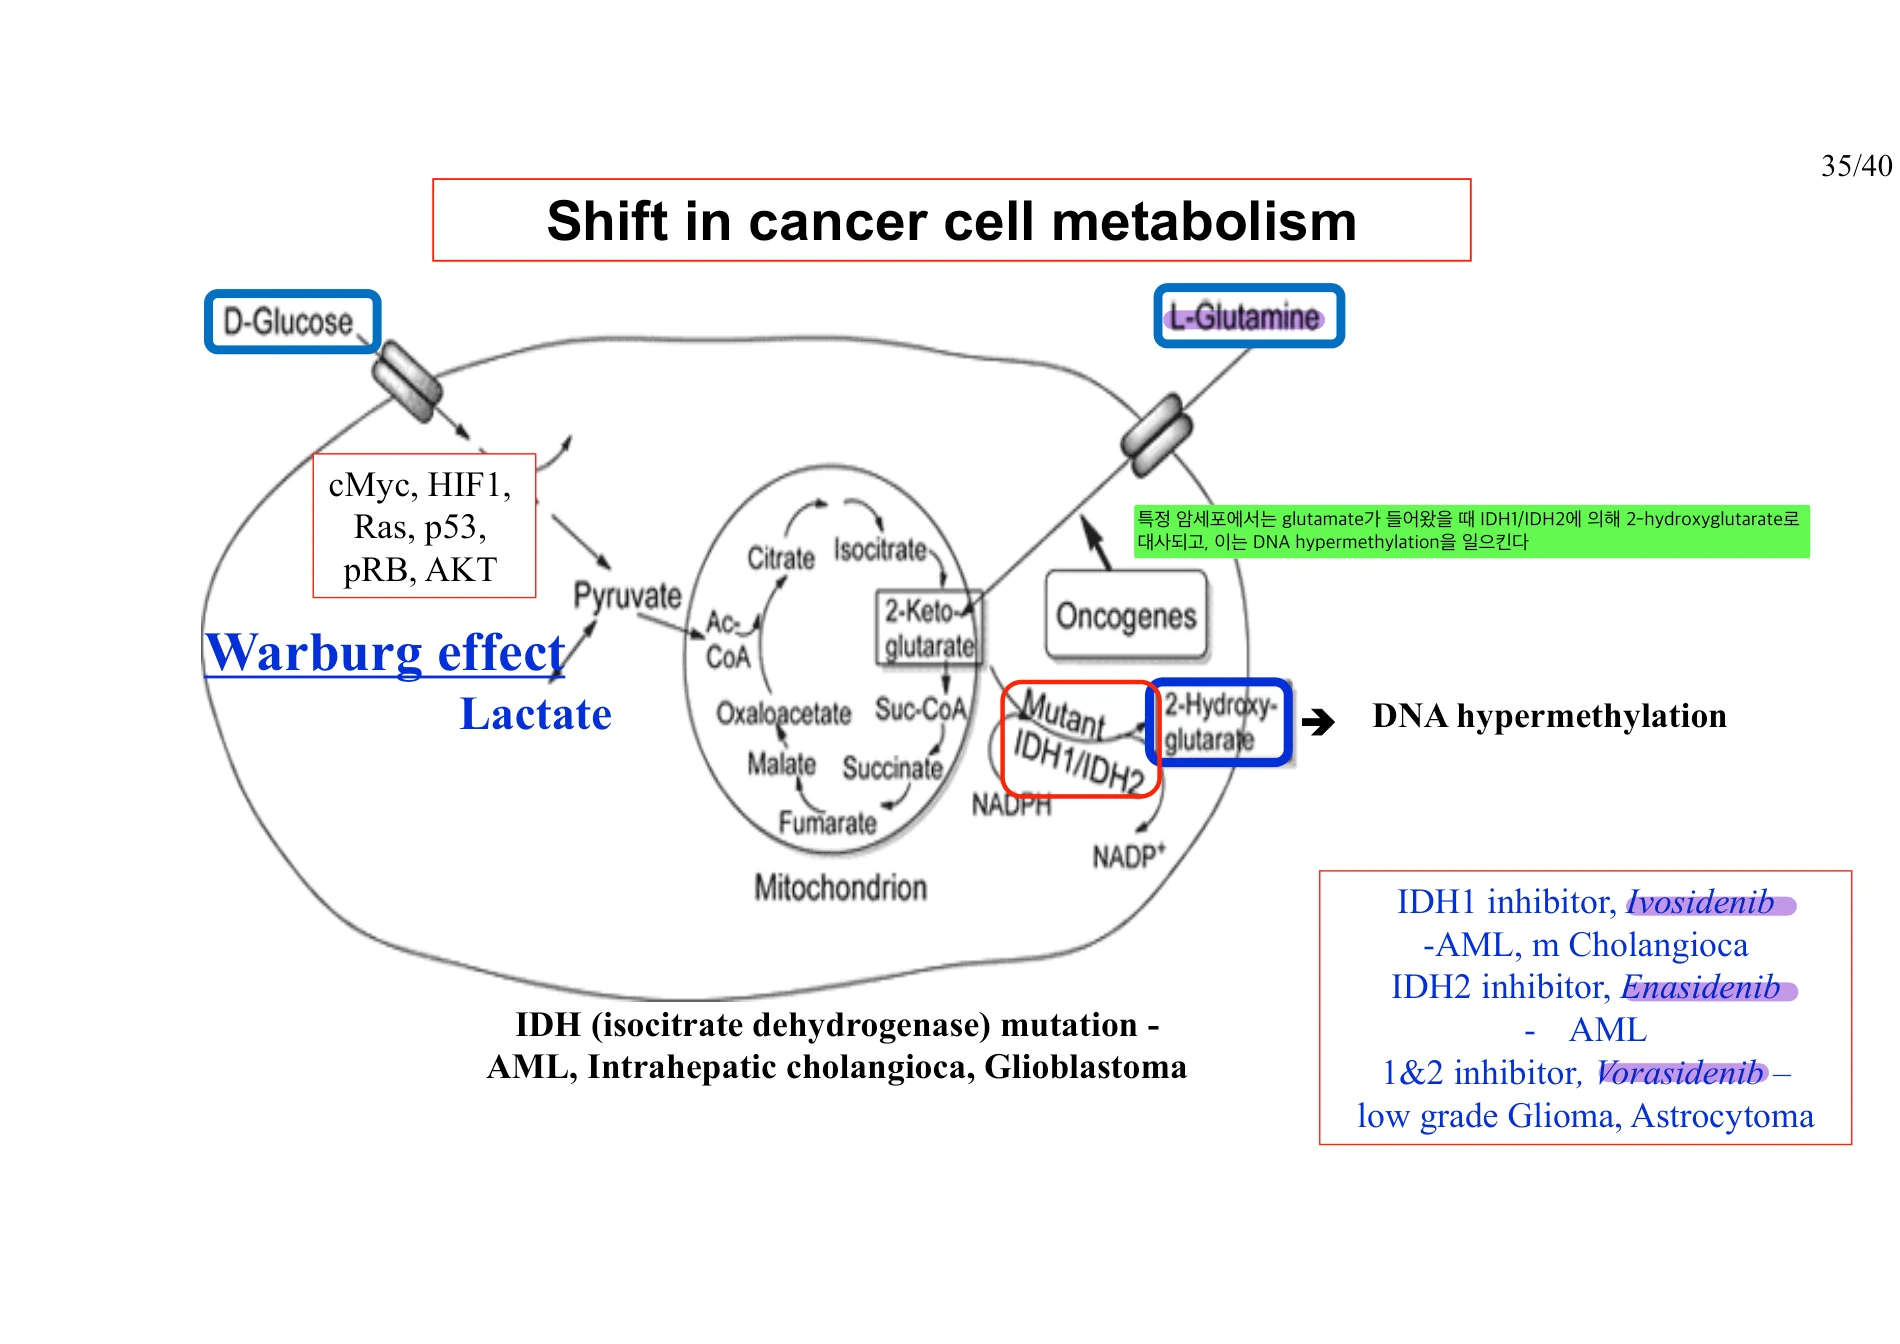 35/40
Shift in cancer cell metabolism
D-Glucose
L-Glutamine
cMyc, HIF1,
Ras, p53,
pRB, AKT
특정 암세포에서는 glutamate가 들어왔을 때 IDH1/IDH2에 의해 2-hydroxyglutarate로
대사되고, 이는 DNA hypermethylation을 일으킨다
Citrate
Isocitrate
Pyruvate
Ac-
CoA
2-Keto-
glutarate
Oncogenes
Warburg effect
Lactate
Oxaloacetate
Suc-CoA
Mutant
IDH1/IDH2
2-Hydroxy-
glutarate
➔ DNA hypermethylation
Malate
Succinate
NADPH
Fumarate
NADP⁺
Mitochondrion
IDH1 inhibitor, Ivosidenib
-AML, m Cholangioca
IDH2 inhibitor, Enasidenib
- AML
1&2 inhibitor, Vorasidenib –
low grade Glioma, Astrocytoma
IDH (isocitrate dehydrogenase) mutation -
AML, Intrahepatic cholangioca, Glioblastoma